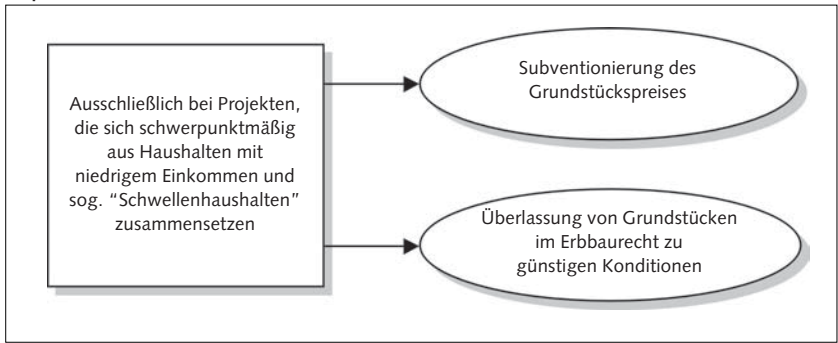 Ausschließlich bei Projekten,
die sich schwerpunktmäßig
aus Haushalten mit
niedrigem Einkommen und
sog. “Schwellenhaushalten”
zusammensetzen
Subventionierung des
Grundstückspreises
Überlassung von Grundstücken
im Erbbaurecht zu
günstigen Konditionen